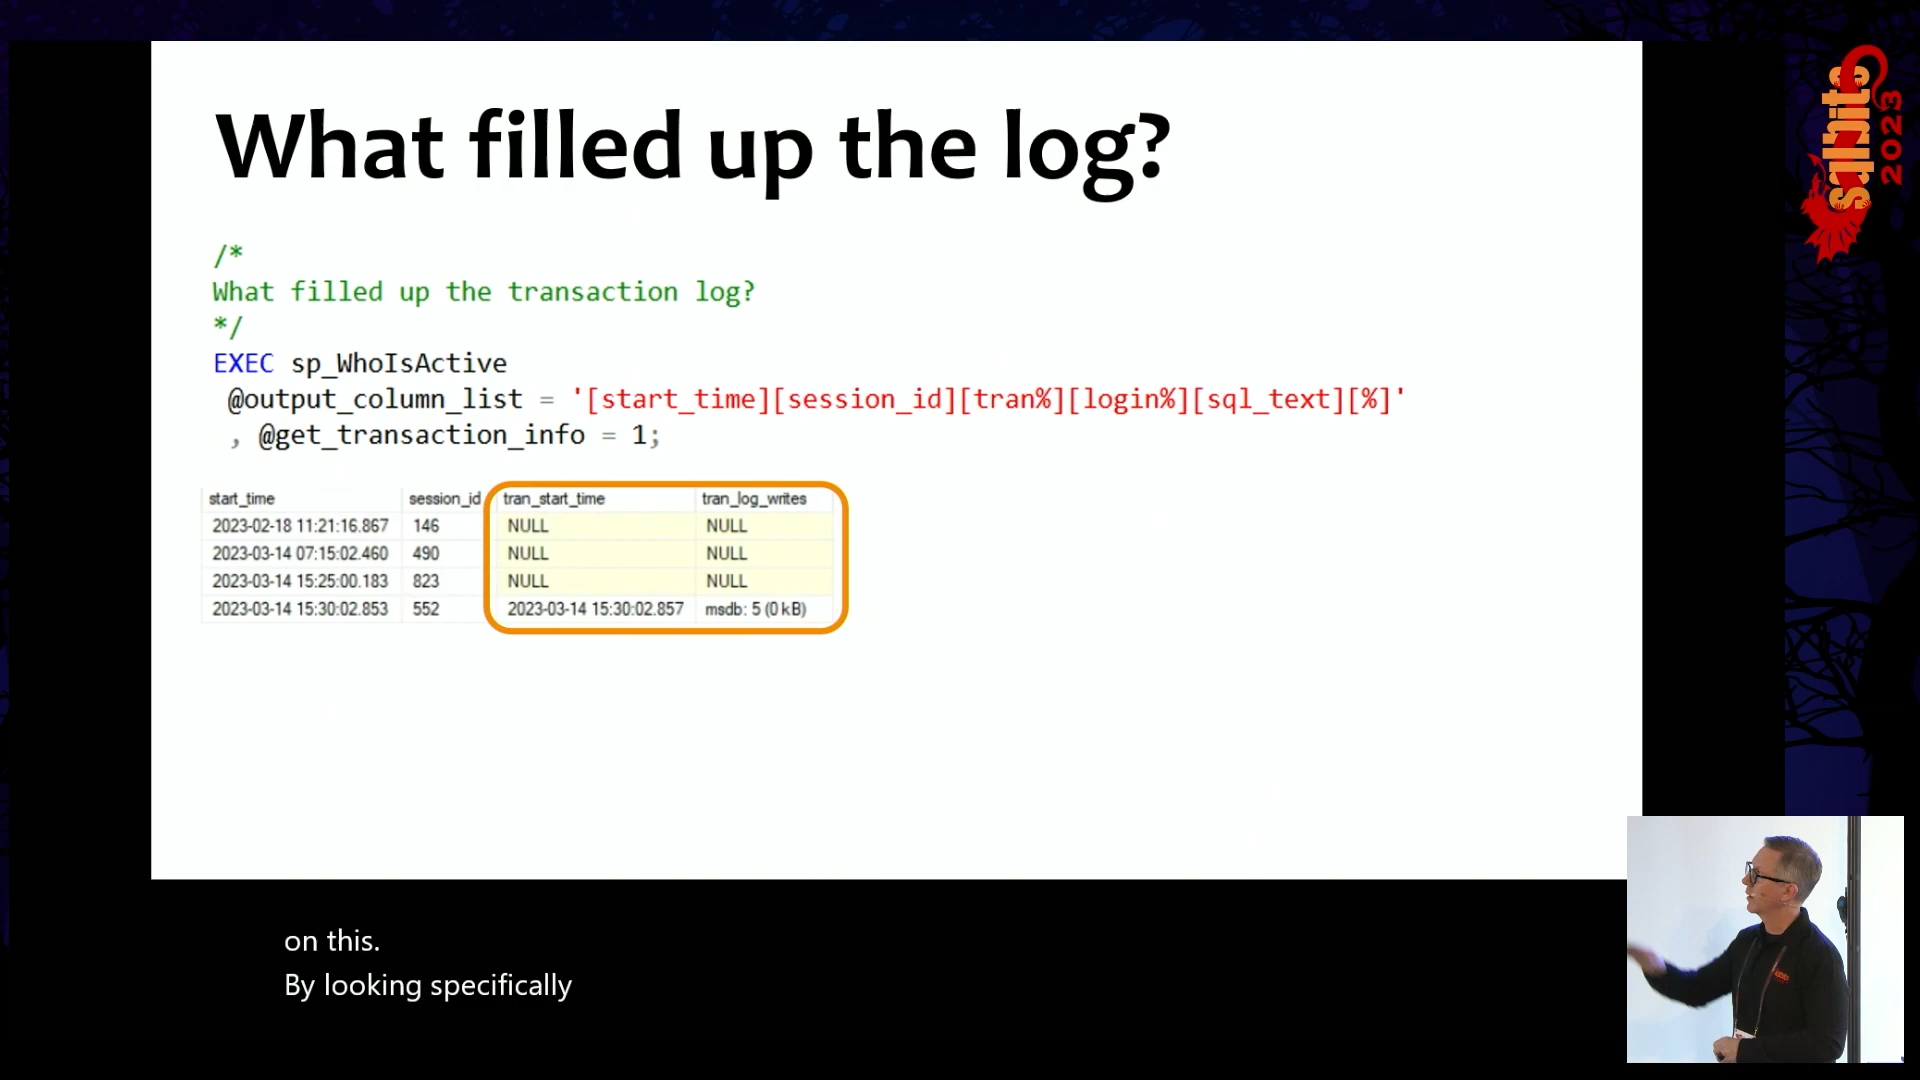 What filled up the log?
/*
What filled up the transaction log?
*/
EXEC sp_WhoIsActive
@output_column_list = '[start_time][session_id][tran%][login%][sql_text][%]'
, @get_transaction_info = 1;
start_time session_id tran_start_time tran_log_writes
2023-02-18 11:21:16.867 146 NULL NULL
2023-03-14 07:15:02.460 490 NULL NULL
2023-03-14 15:25:00.183 823 NULL NULL
2023-03-14 15:30:02.853 552 2023-03-14 15:30:02.857 msdb: 5 (0 kB)
on this.
By looking specifically
sqlbits
2023